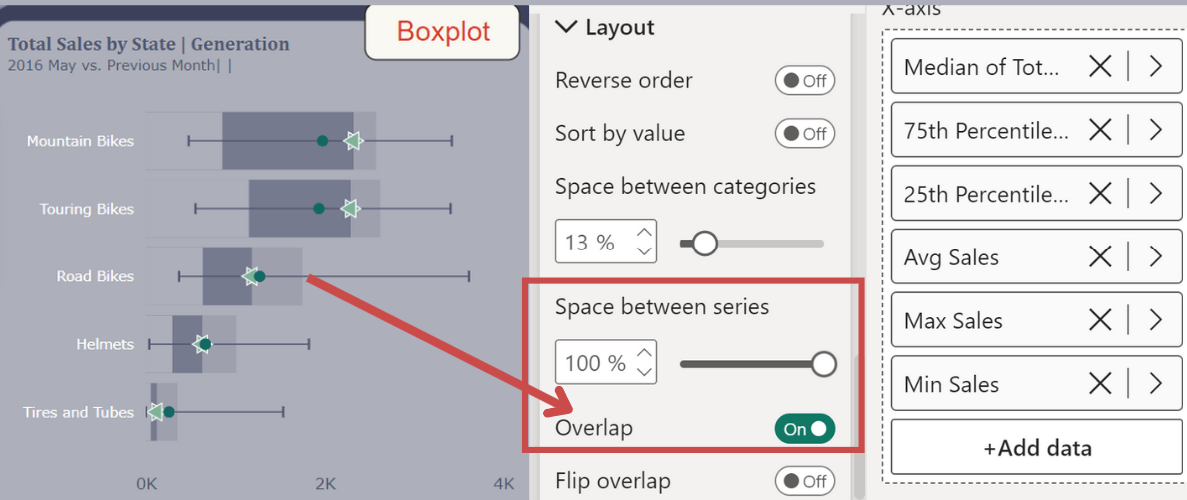 Boxplot
Total Sales by State | Generation
2016 May vs. Previous Month| |
Mountain Bikes
Touring Bikes
Road Bikes
Helmets
Tires and Tubes
0K 2K 4K
Layout
Reverse order Off
Sort by value Off
Space between categories
13 %
Space between series
100 %
Overlap On
Flip overlap Off
X-axis
Median of Tot...
75th Percentile...
25th Percentile...
Avg Sales
Max Sales
Min Sales
+Add data